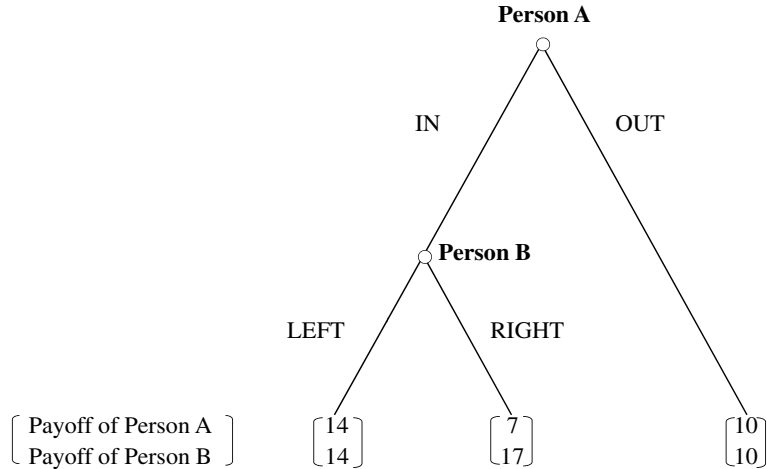 Person A
IN OUT
Person B
LEFT RIGHT
Payoff of Person A 14 7 10
Payoff of Person B 14 17 10